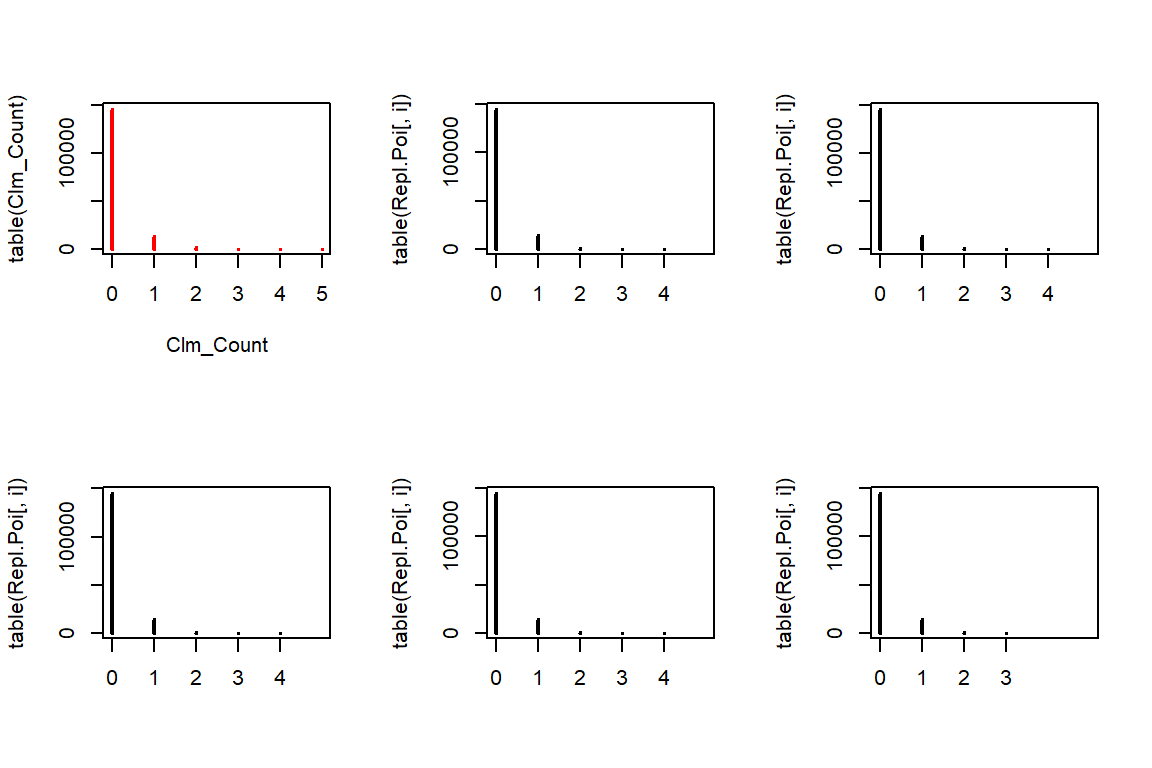 table(Clm_Count)
100000
0
0 1 2 3 4 5
Clm_Count
table(Repl.Poi[, i])
100000
0
0 1 2 3 4
table(Repl.Poi[, i])
100000
0
0 1 2 3 4
table(Repl.Poi[, i])
100000
0
0 1 2 3 4
table(Repl.Poi[, i])
100000
0
0 1 2 3 4
table(Repl.Poi[, i])
100000
0
0 1 2 3